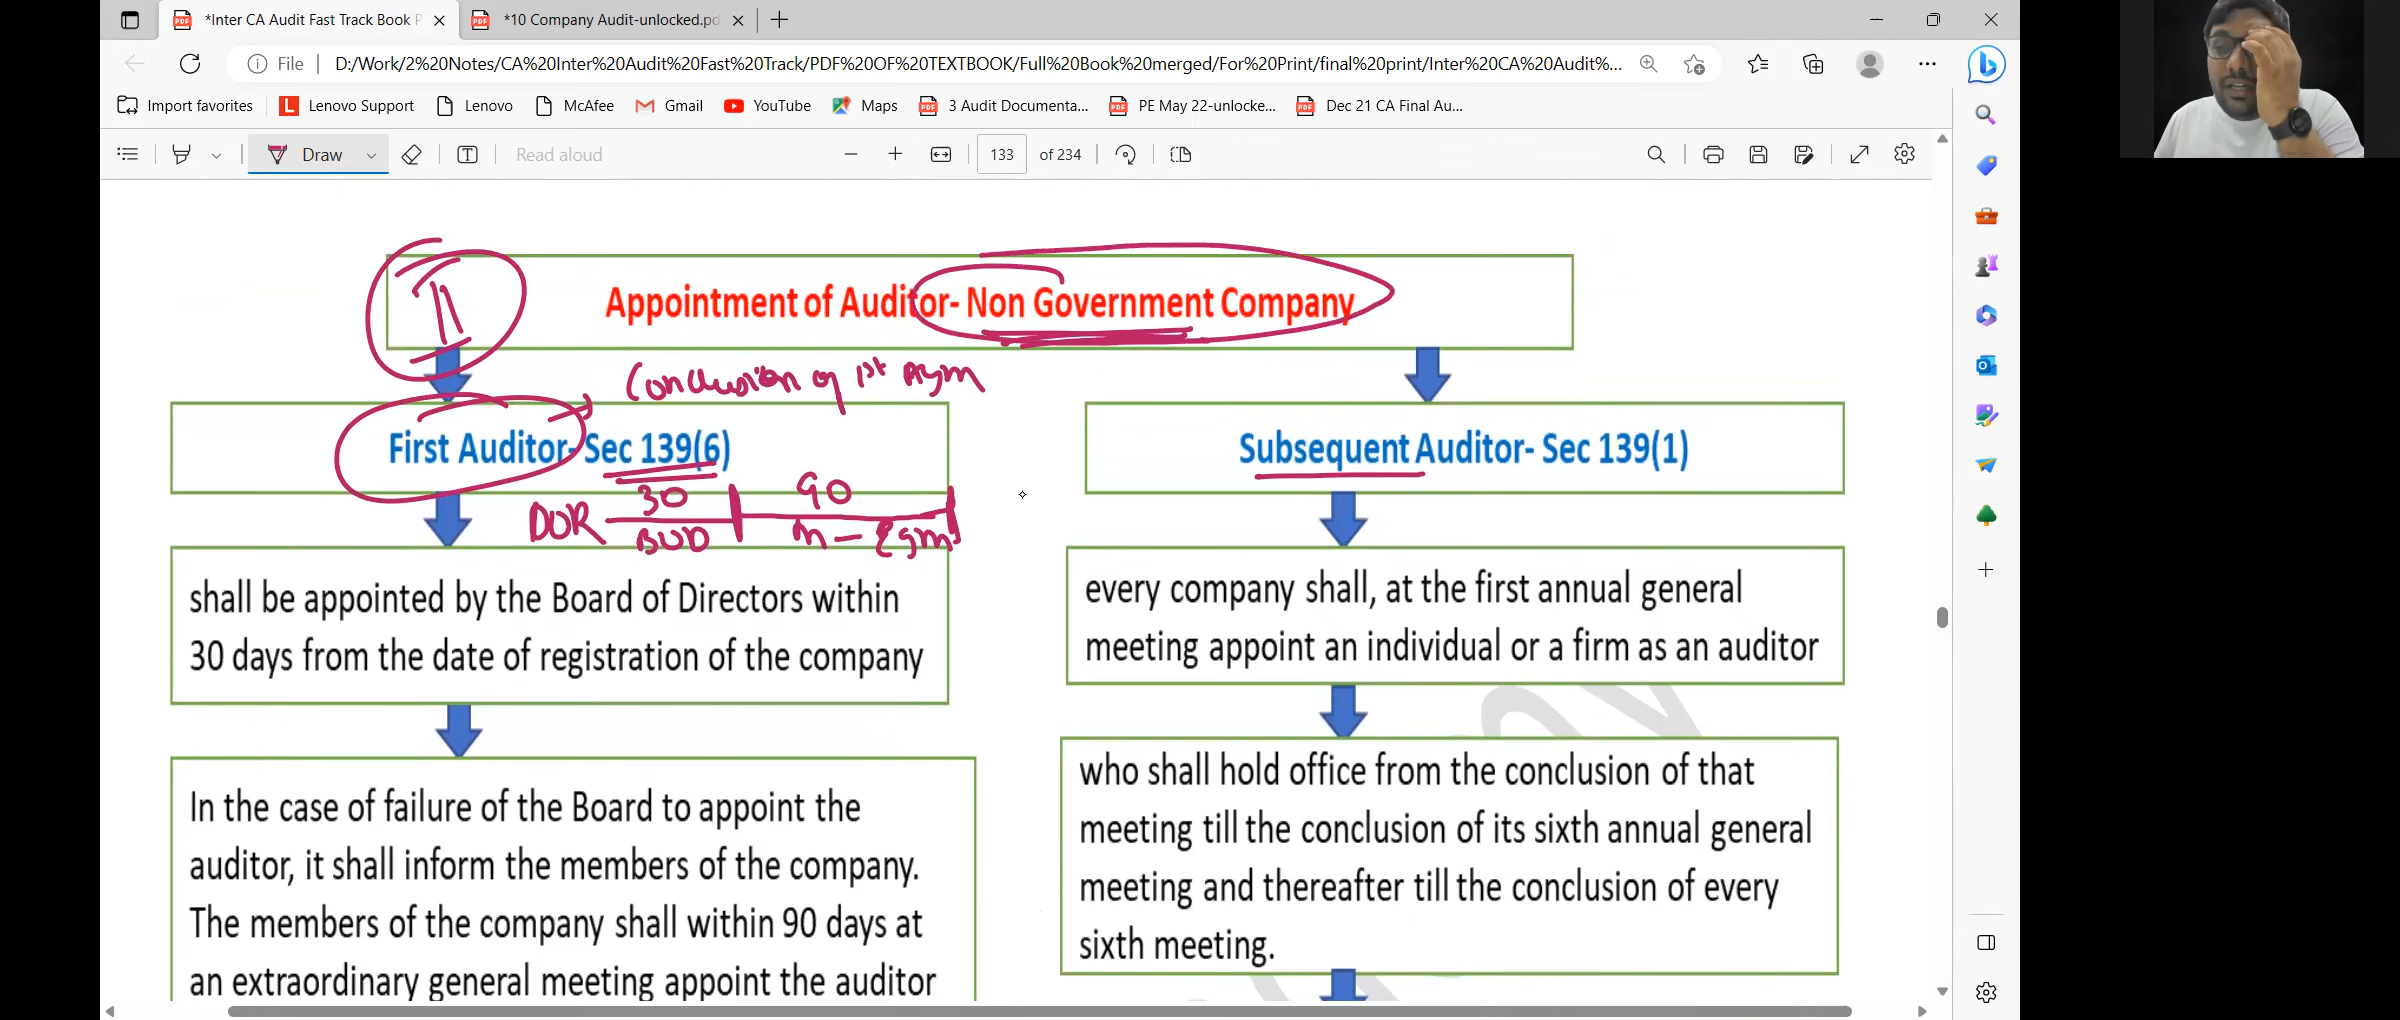 *Inter CA Audit Fast Track Book P
*10 Company Audit-unlocked.pd
File
D:/Work/2%20Notes/CA%20Inter%20Audit%20Fast%20Track/PDF%20OF%20TEXTBOOK/Full%20Book%20merged/For%20Print/final%20print/Inter%20CA%20Audit%...
Import favorites
Lenovo Support
Lenovo
McAfee
Gmail
YouTube
Maps
3 Audit Documenta...
PE May 22-unlocke...
Dec 21 CA Final Au...
Draw
Read aloud
133 of 234
II
Appointment of Auditor- Non Government Company
Conclusion of 1st Agm
First Auditor- Sec 139(6)
30
90
DOR
BOD
m - Egm
shall be appointed by the Board of Directors within
30 days from the date of registration of the company
In the case of failure of the Board to appoint the
auditor, it shall inform the members of the company.
The members of the company shall within 90 days at
an extraordinary general meeting appoint the auditor
Subsequent Auditor- Sec 139(1)
every company shall, at the first annual general
meeting appoint an individual or a firm as an auditor
who shall hold office from the conclusion of that
meeting till the conclusion of its sixth annual general
meeting and thereafter till the conclusion of every
sixth meeting.